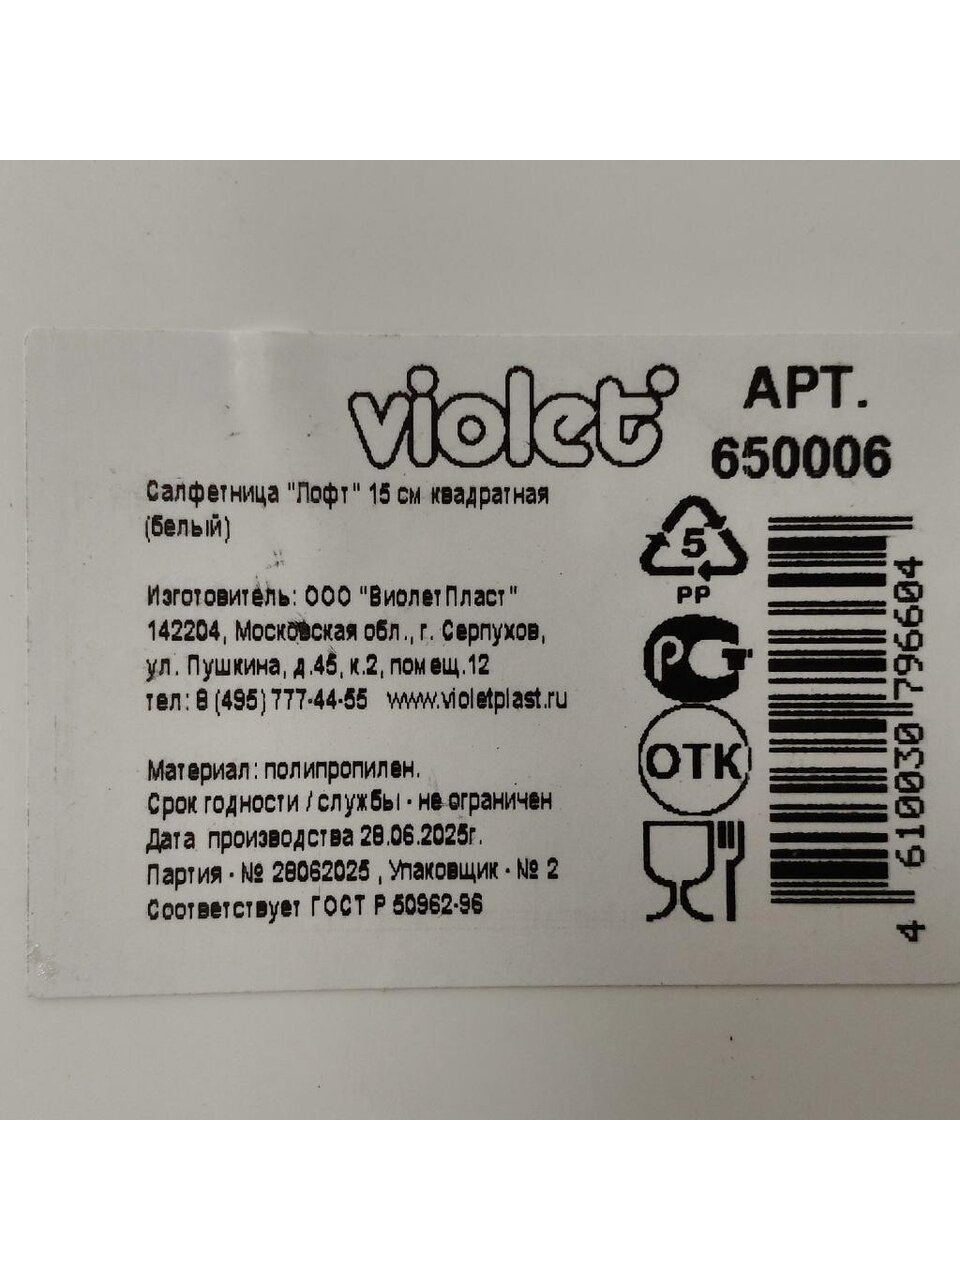 violet
АРТ.
650006
Салфетница "Лофт" 15 см квадратная
(белый)
Изготовитель: ООО "ВиолетПласт"
142204, Московская обл., г. Серпухов,
ул. Пушкина, д.45, к.2, помещ.12
тел: 8 (495) 777-44-55 www.violetplast.ru
Материал: полипропилен.
Срок годности / службы - не ограничен
Дата производства 28.06.2025г.
Партия - № 28062025 , Упаковщик - № 2
Соответствует ГОСТ Р 50962-96
5
PP
РСТ
ОТК
4 610030 796604